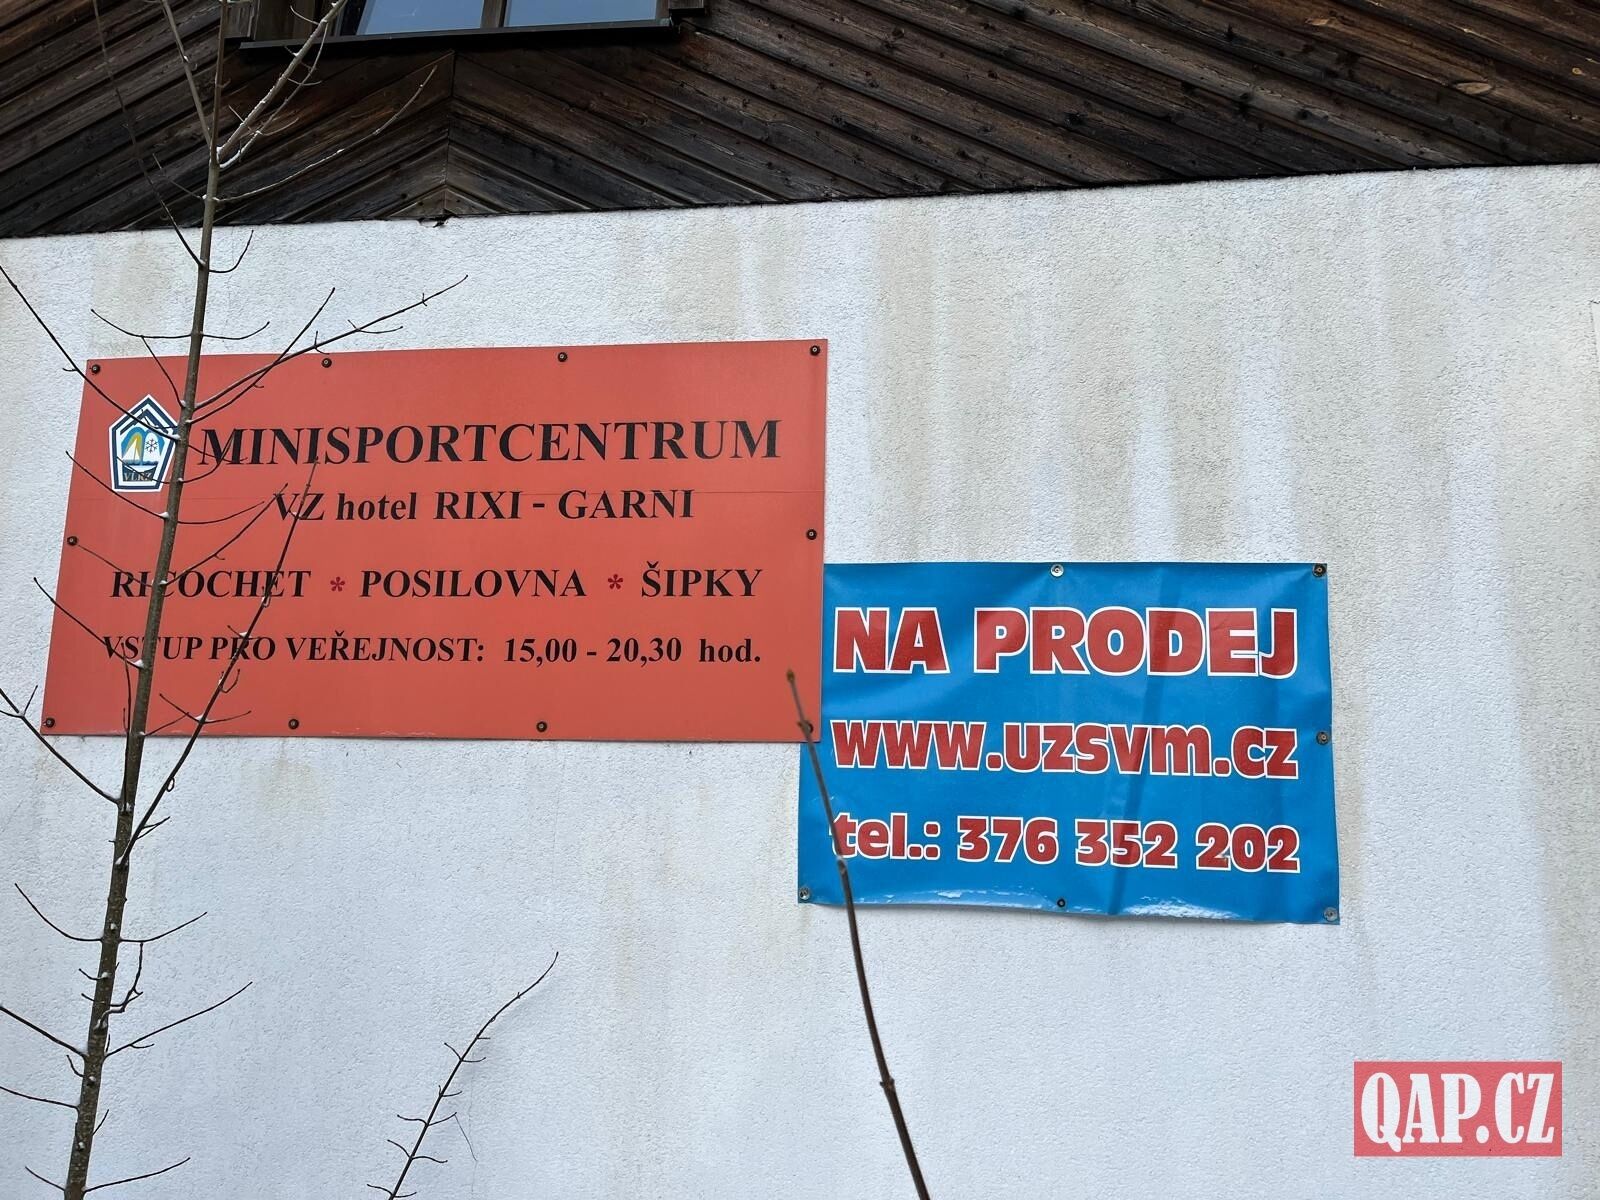 MINISPORTCENTRUM
VZ hotel RIXI - GARNI
RICOCHET * POSILOVNA * ŠIPKY
VSTUP PRO VEŘEJNOST: 15,00 - 20,30 hod.
NA PRODEJ
www.uzsvm.cz
tel.: 376 352 202
QAP.CZ